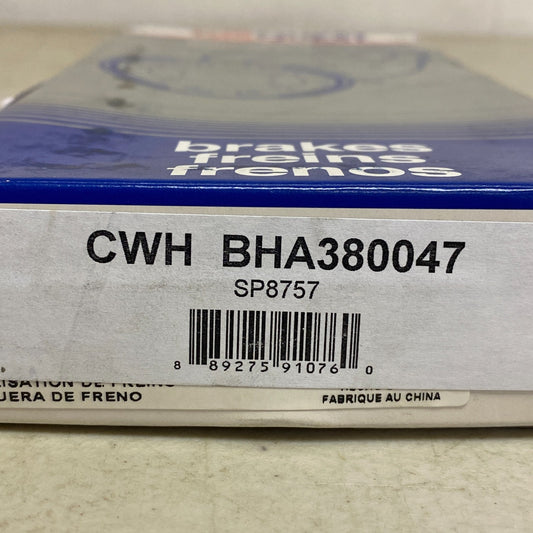 brakes
freins
frenos
CWH BHA380047
SP8757
8 89275 91076 0
ISATION DE FREINS
UERA DE FRENO
FABRIQUE AU CHINA